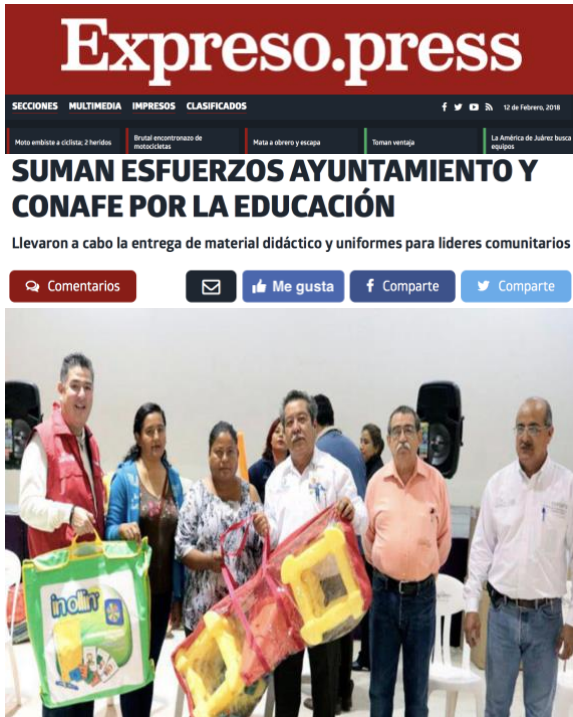 Expreso.press
SECCIONES MULTIMEDIA IMPRESOS CLASIFICADOS
12 de Febrero, 2018
Moto embiste a ciclista; 2 heridos
Brutal encontronazo de
motocicletas
Mata a obrero y escapa
Toman ventaja
La América de Juárez busca
equipos
SUMAN ESFUERZOS AYUNTAMIENTO Y
CONAFE POR LA EDUCACIÓN
Llevaron a cabo la entrega de material didáctico y uniformes para lideres comunitarios
Comentarios
Me gusta
Comparte
Comparte
inollin